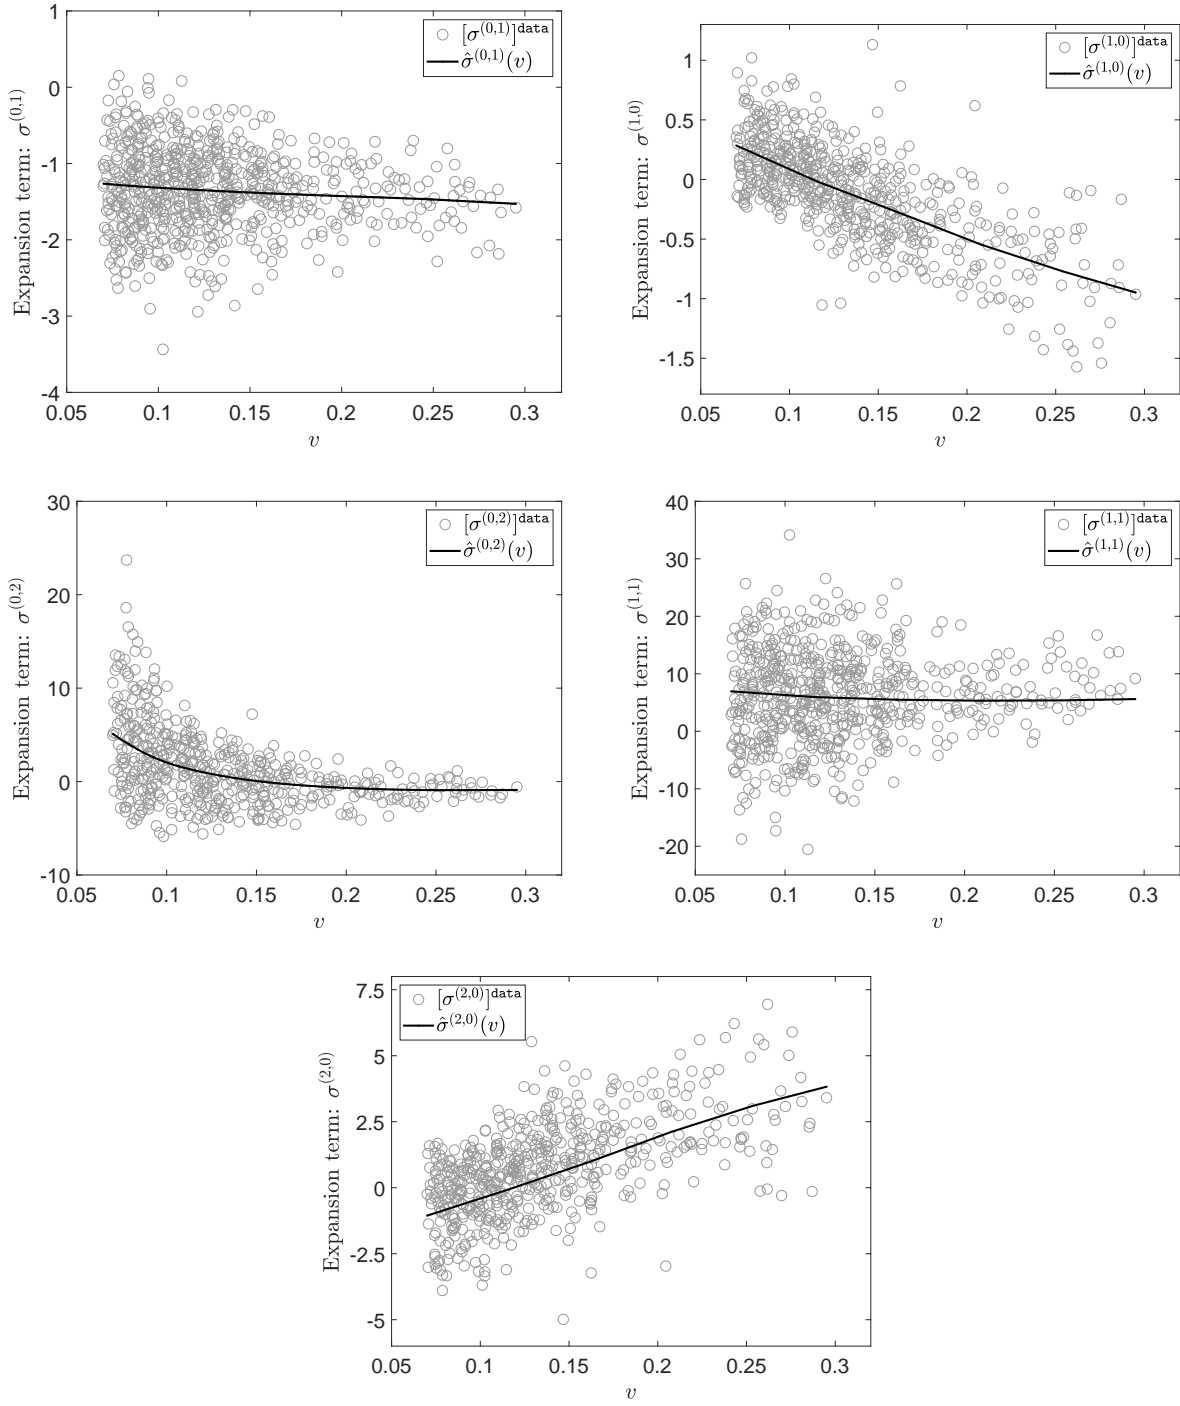 Expansion term: σ^(0,1)
1
0
-1
-2
-3
-4
[σ^(0,1)]^data
σ̂^(0,1)(v)
0.05 0.1 0.15 0.2 0.25 0.3
v
Expansion term: σ^(1,0)
1
0.5
0
-0.5
-1
-1.5
[σ^(1,0)]^data
σ̂^(1,0)(v)
0.05 0.1 0.15 0.2 0.25 0.3
v
Expansion term: σ^(0,2)
30
20
10
0
-10
[σ^(0,2)]^data
σ̂^(0,2)(v)
0.05 0.1 0.15 0.2 0.25 0.3
v
Expansion term: σ^(1,1)
40
30
20
10
0
-10
-20
[σ^(1,1)]^data
σ̂^(1,1)(v)
0.05 0.1 0.15 0.2 0.25 0.3
v
Expansion term: σ^(2,0)
7.5
5
2.5
0
-2.5
-5
[σ^(2,0)]^data
σ̂^(2,0)(v)
0.05 0.1 0.15 0.2 0.25 0.3
v